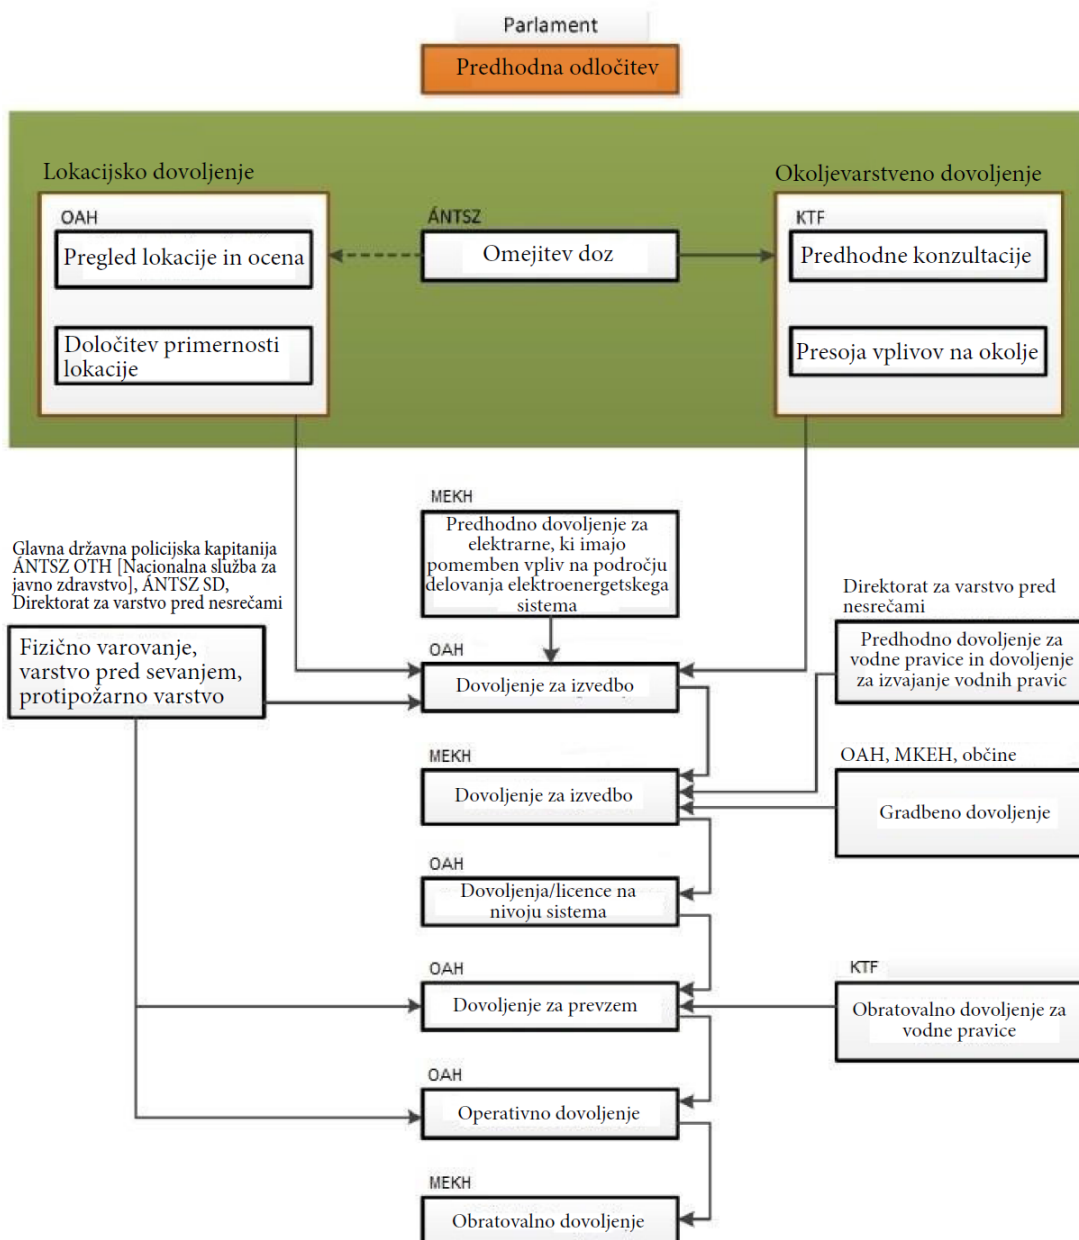 Parlament
Predhodna odločitev
Lokacijsko dovoljenje
OAH
Pregled lokacije in ocena
Določitev primernosti
lokacije
ÁNTSZ
Omejitev doz
Okoljevarstveno dovoljenje
KTF
Predhodne konzultacije
Presoja vplivov na okolje
MEKH
Predhodno dovoljenje za
elektrarne, ki imajo
pomemben vpliv na področju
delovanja elektroenergetskega
sistema
Glavna državna policijska kapitanija
ÁNTSZ OTH [Nacionalna služba za
javno zdravstvo], ÁNTSZ SD,
Direktorat za varstvo pred nesrečami
Fizično varovanje,
varstvo pred sevanjem,
protipožarno varstvo
Direktorat za varstvo pred
nesrečami
Predhodno dovoljenje za
vodne pravice in dovoljenje
za izvajanje vodnih pravic
OAH
Dovoljenje za izvedbo
MEKH
Dovoljenje za izvedbo
OAH, MKEH, občine
Gradbeno dovoljenje
OAH
Dovoljenja/licence na
nivoju sistema
OAH
Dovoljenje za prevzem
KTF
Obratovalno dovoljenje za
vodne pravice
OAH
Operativno dovoljenje
MEKH
Obratovalno dovoljenje